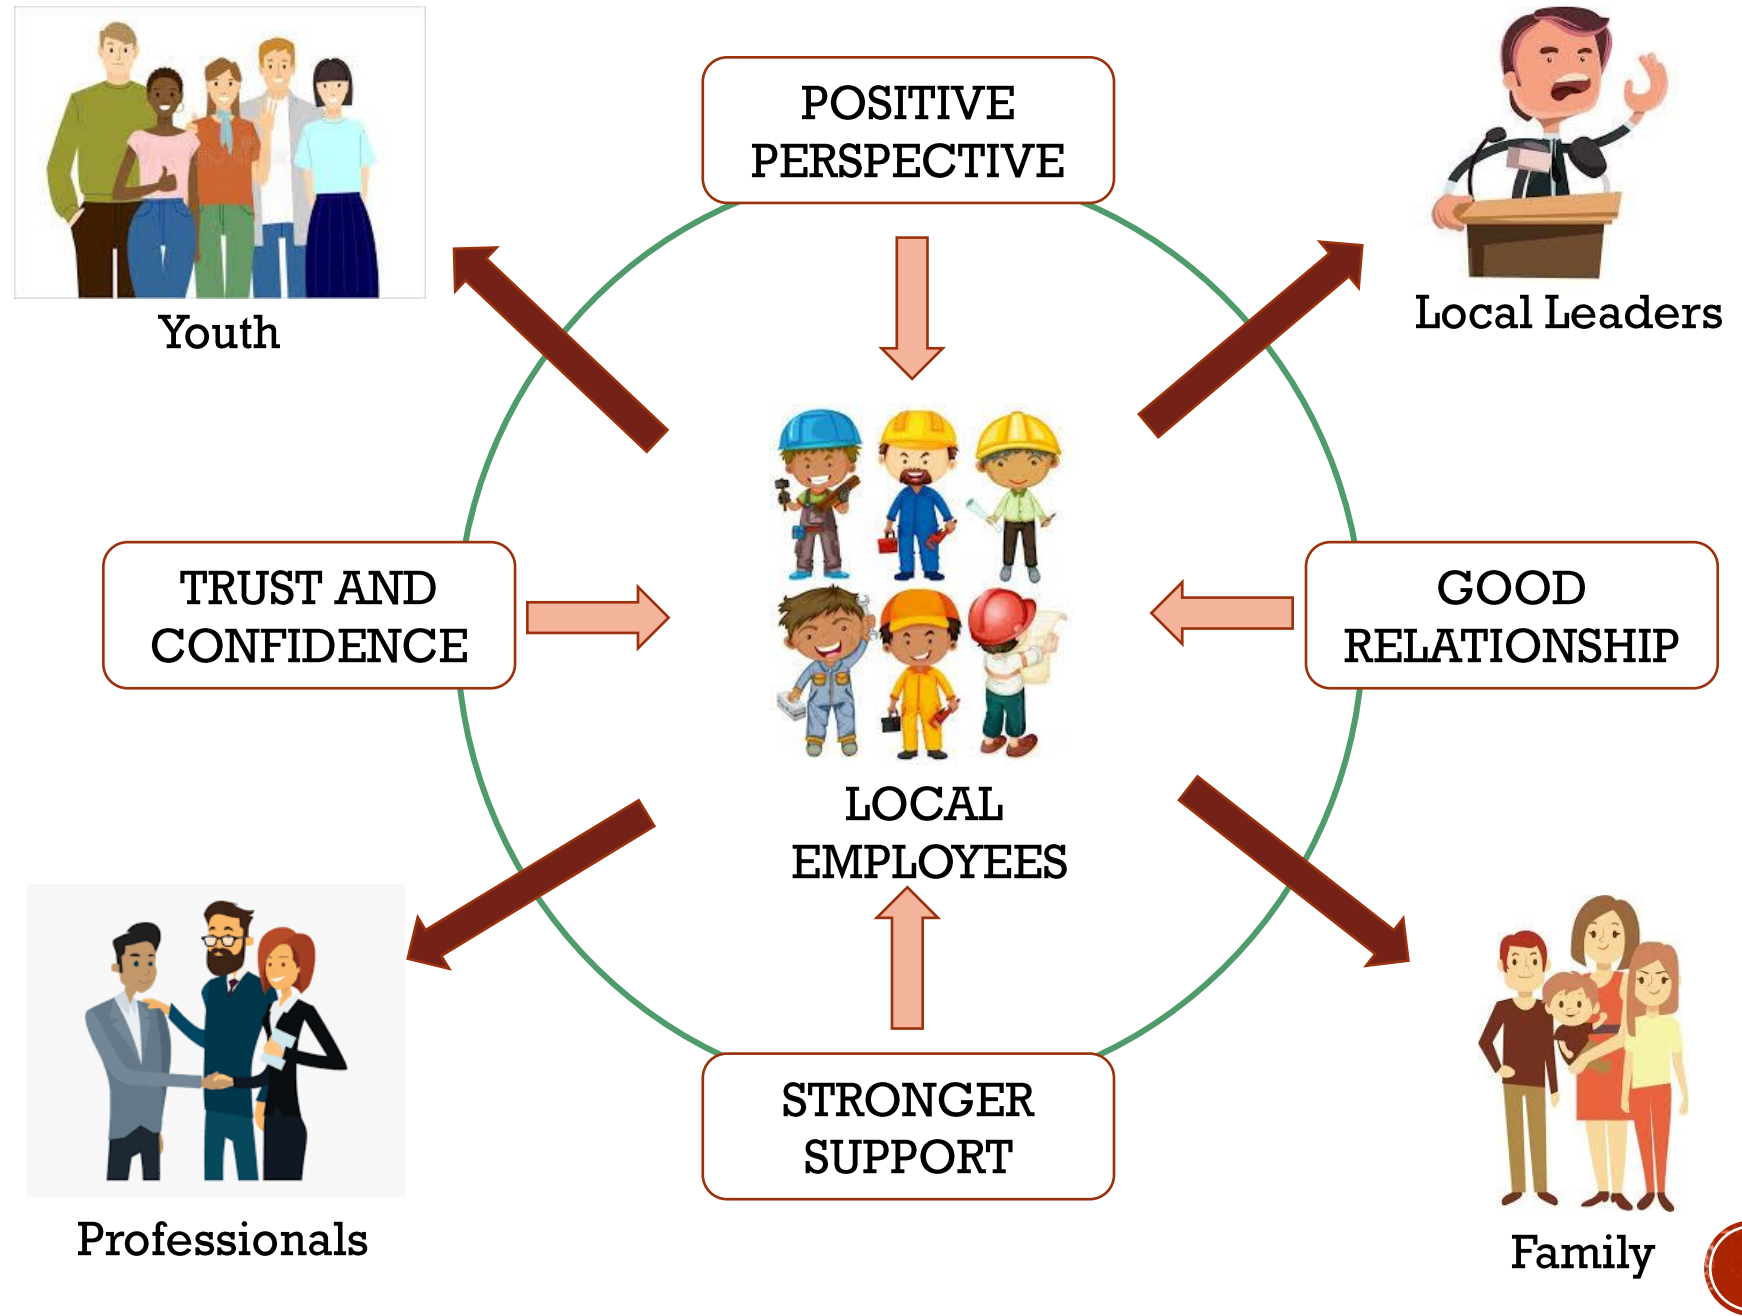 POSITIVE
PERSPECTIVE
Youth
Local Leaders
TRUST AND
CONFIDENCE
GOOD
RELATIONSHIP
LOCAL
EMPLOYEES
STRONGER
SUPPORT
Professionals
Family